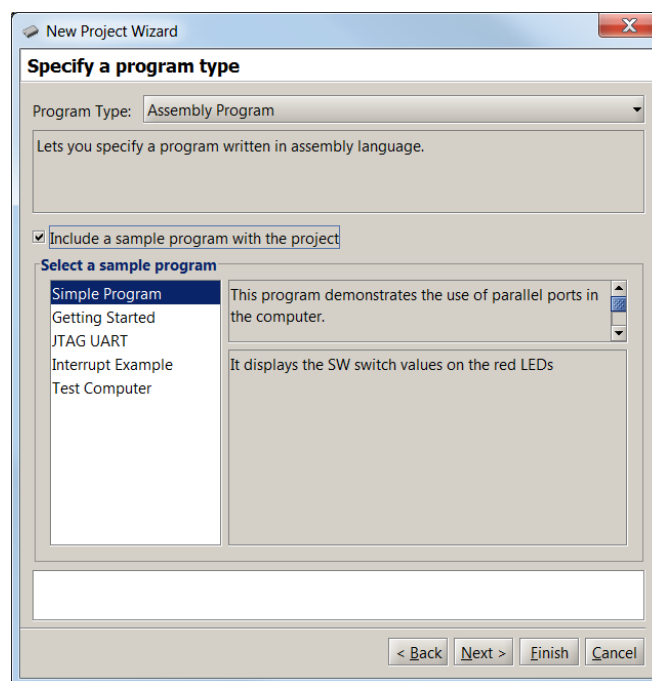 New Project Wizard
Specify a program type
Program Type: Assembly Program
Lets you specify a program written in assembly language.
Include a sample program with the project
Select a sample program
Simple Program
Getting Started
JTAG UART
Interrupt Example
Test Computer
This program demonstrates the use of parallel ports in
the computer.
It displays the SW switch values on the red LEDs
< Back Next > Finish Cancel